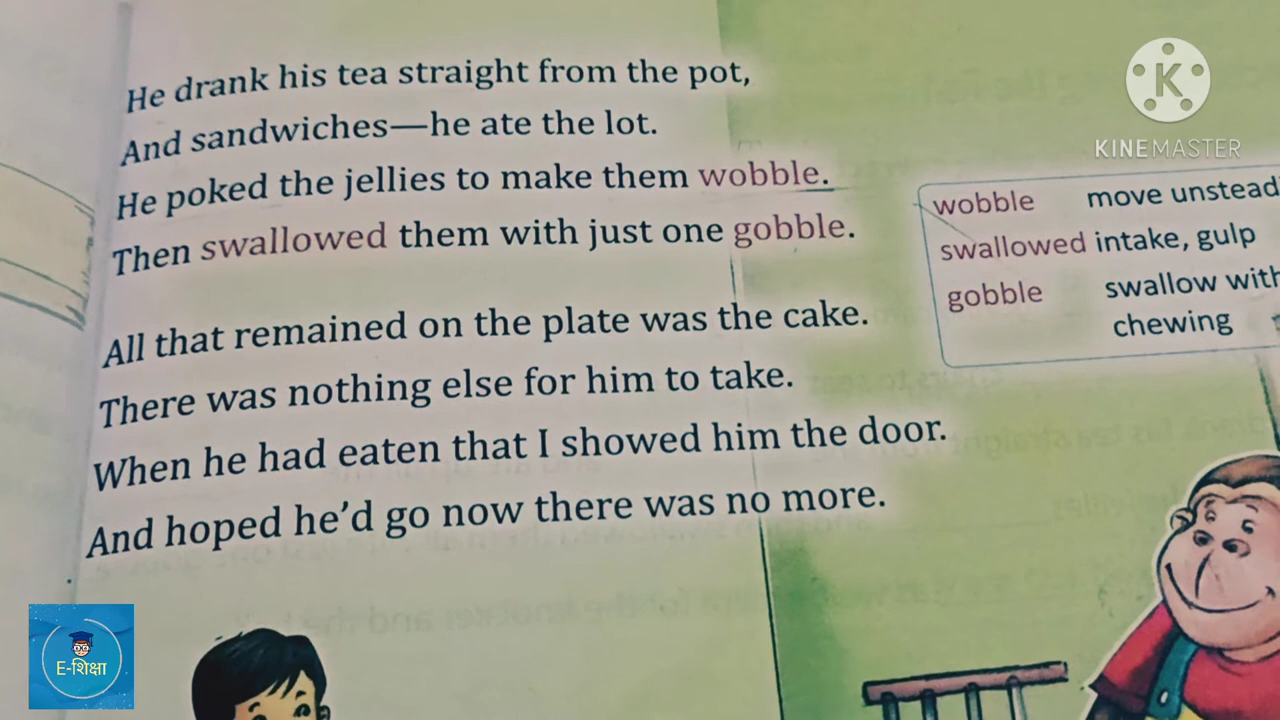 He drank his tea straight from the pot,
And sandwiches—he ate the lot.
He poked the jellies to make them wobble.
Then swallowed them with just one gobble.
All that remained on the plate was the cake.
There was nothing else for him to take.
When he had eaten that I showed him the door.
And hoped he'd go now there was no more.
wobble move unsteadi
swallowed intake, gulp
gobble swallow with
chewing
K
KINEMASTER
E-शिक्षा